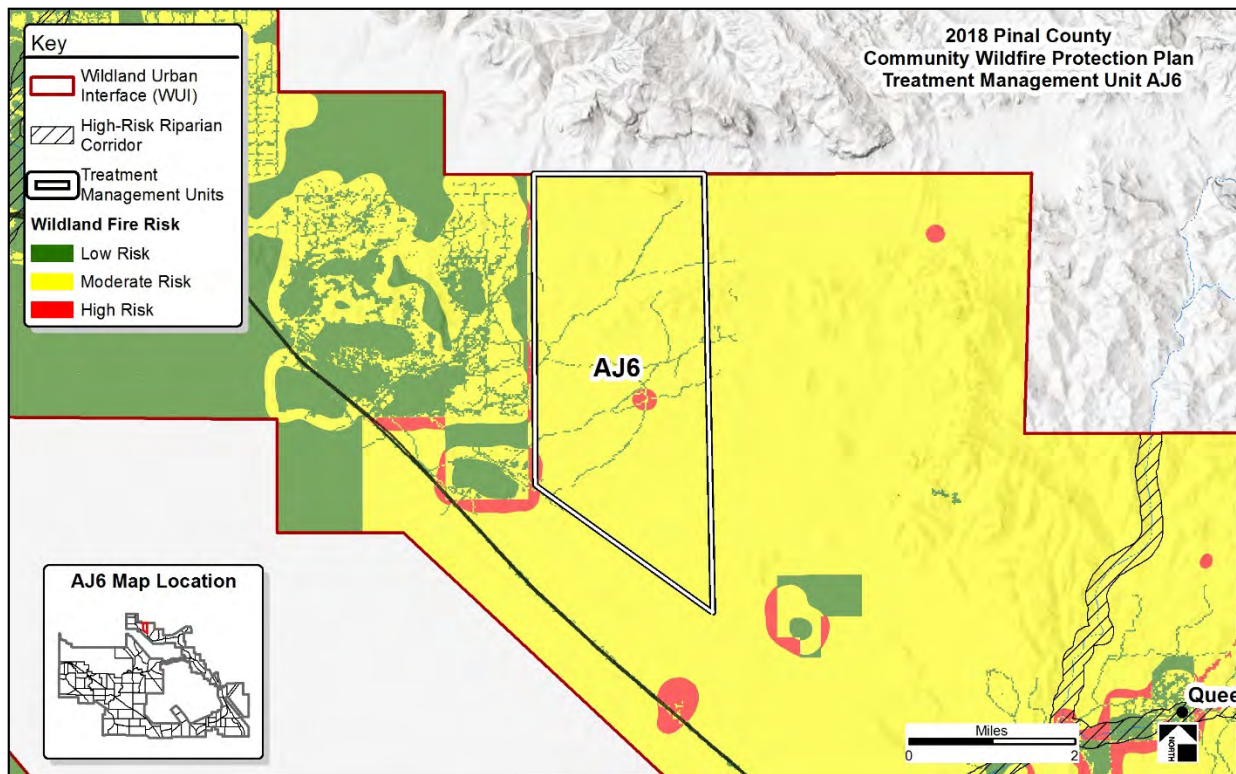 Key
Wildland Urban
Interface (WUI)
High-Risk Riparian
Corridor
Treatment
Management Units
Wildland Fire Risk
Low Risk
Moderate Risk
High Risk
2018 Pinal County
Community Wildfire Protection Plan
Treatment Management Unit AJ6
AJ6
AJ6 Map Location
Quee
Miles
0 2
NORTH